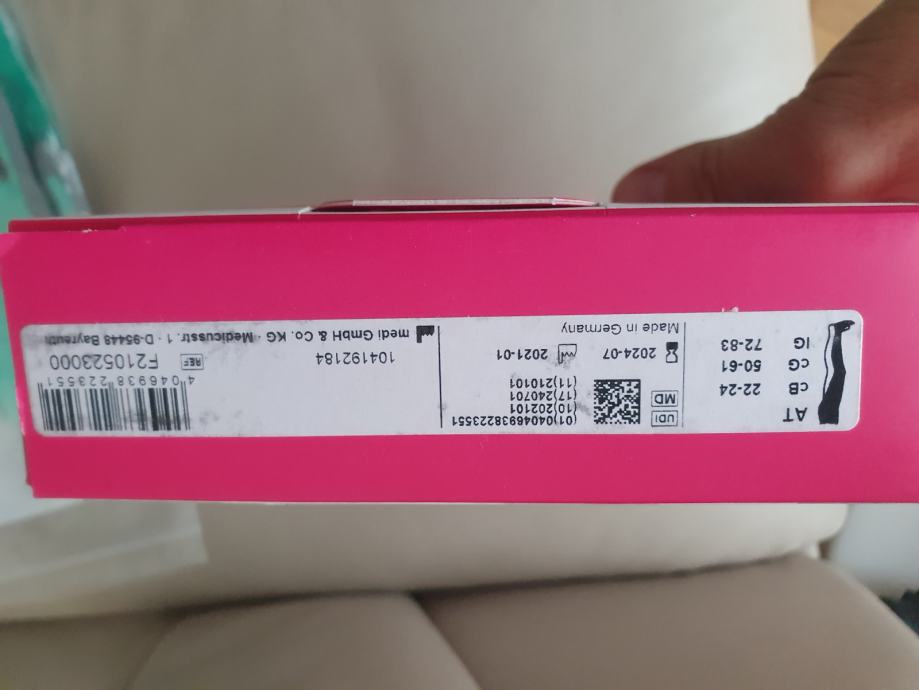 AT
cB 22-24
cG 50-61
lG 72-83
UDI
MD
(01)04046938223551
(10)202101
(17)240701
(11)210101
2024-07 2021-01
Made in Germany
4 046938 223551
REF F210523000
104192184
medi GmbH & Co. KG · Medicusstr. 1 · D-95448 Bayreuth